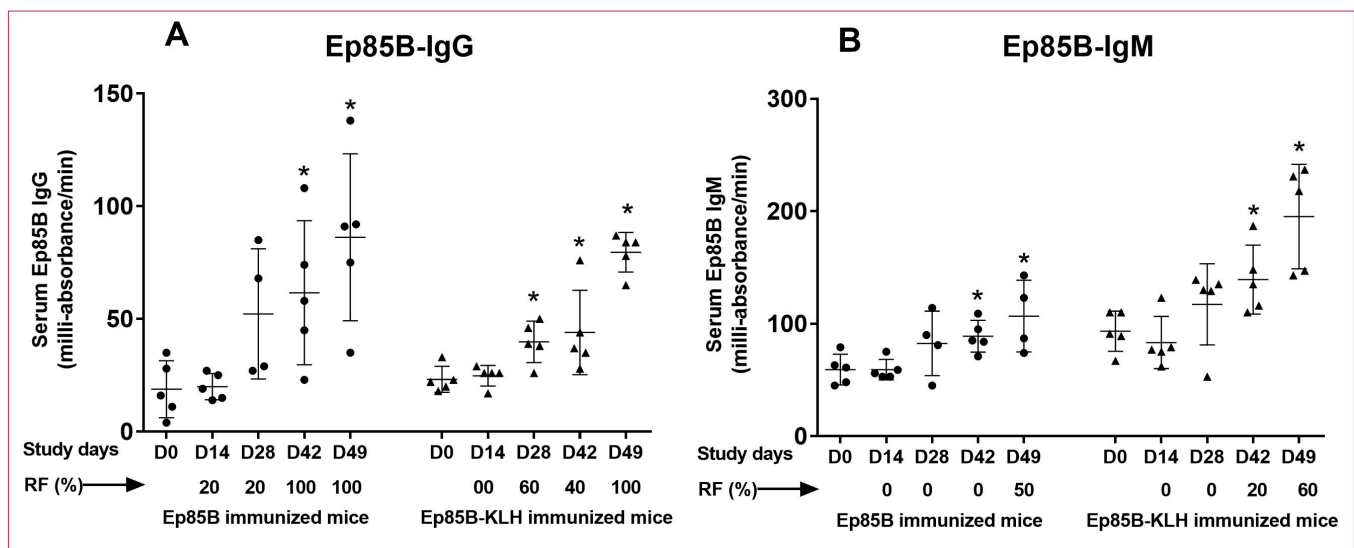 A
Ep85B-IgG
Serum Ep85B IgG
(milli-absorbance/min)
150
100
50
0
* * * * * *
Study days D0 D14 D28 D42 D49 D0 D14 D28 D42 D49
RF (%) 20 20 100 100 00 60 40 100
Ep85B immunized mice Ep85B-KLH immunized mice
B
Ep85B-IgM
Serum Ep85B IgM
(milli-absorbance/min)
300
200
100
0
* * * *
Study days D0 D14 D28 D42 D49 D0 D14 D28 D42 D49
RF (%) 0 0 0 50 0 0 20 60
Ep85B immunized mice Ep85B-KLH immunized mice